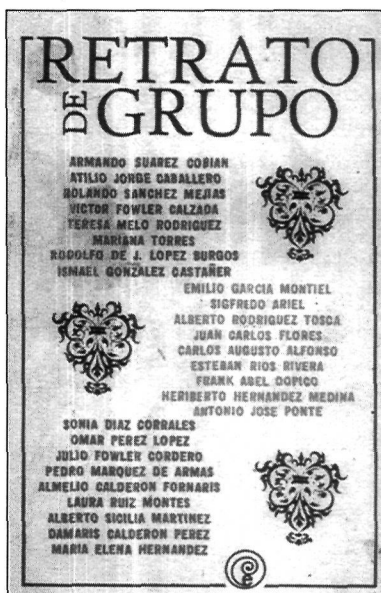 RETRATO
DE GRUPO
ARMANDO SUAREZ COBIAN
ATILIO JORGE CABALLERO
ROLANDO SANCHEZ MEJIAS
VICTOR FOWLER CALZADA
TERESA MELO RODRIGUEZ
MARIANA TORRES
RODOLFO DE J. LOPEZ BURGOS
ISMAEL GONZALEZ CASTAÑER
EMILIO GARCIA MONTIEL
SIGFREDO ARIEL
ALBERTO RODRIGUEZ TOSCA
JUAN CARLOS FLORES
CARLOS AUGUSTO ALFONSO
ESTEBAN RIOS RIVERA
FRANK ABEL DOPICO
HERIBERTO HERNANDEZ MEDINA
ANTONIO JOSE PONTE
SONIA DIAZ CORRALES
OMAR PEREZ LOPEZ
JULIO FOWLER CORDERO
PEDRO MARQUEZ DE ARMAS
ALMELIO CALDERON FORNARIS
LAURA RUIZ MONTES
ALBERTO SICILIA MARTINEZ
DAMARIS CALDERON PEREZ
MARIA ELENA HERNANDEZ